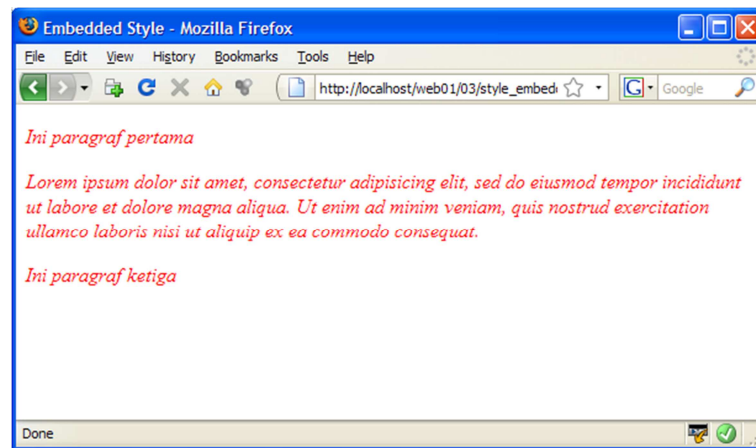 Embedded Style - Mozilla Firefox
File Edit View History Bookmarks Tools Help
http://localhost/web01/03/style_embed G Google
Ini paragraf pertama
Lorem ipsum dolor sit amet, consectetur adipisicing elit, sed do eiusmod tempor incididunt
ut labore et dolore magna aliqua. Ut enim ad minim veniam, quis nostrud exercitation
ullamco laboris nisi ut aliquip ex ea commodo consequat.
Ini paragraf ketiga
Done